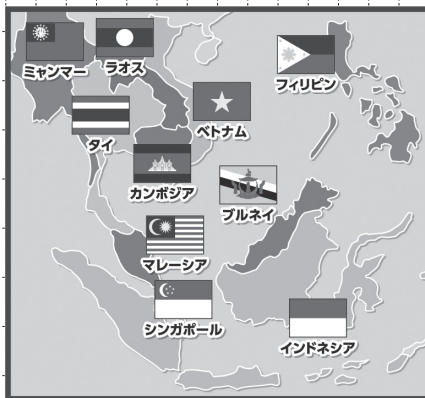 ミャンマー
ラオス
フィリピン
タイ
ベトナム
カンボジア
ブルネイ
マレーシア
シンガポール
インドネシア